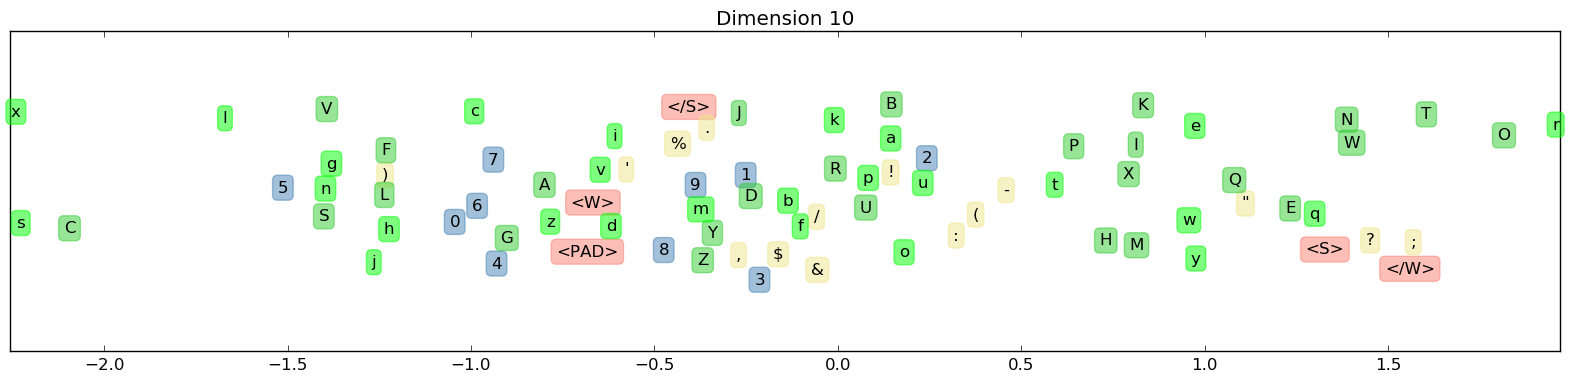 Dimension 10
x l V c </S> . J k B a K e N T O r
F i % 7 ' P I W
g ) v R ! 2 X Q
5 n L A 9 1 p u - t "
S <W> D b U / ( w E q
s C h 0 6 z d m Y f : H M ? ;
j G 4 <PAD> 8 Z , $ & o y <S> </W>
3
−2.0 −1.5 −1.0 −0.5 0.0 0.5 1.0 1.5